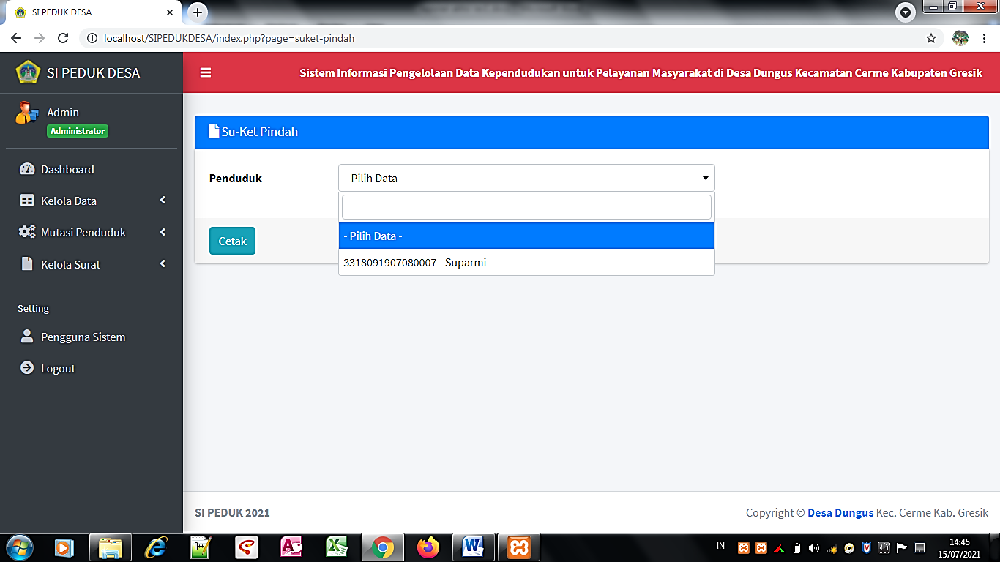 SI PEDUK DESA
localhost/SIPEDUKDESA/index.php?page=suket-pindah
SI PEDUK DESA
Sistem Informasi Pengelolaan Data Kependudukan untuk Pelayanan Masyarakat di Desa Dungus Kecamatan Cerme Kabupaten Gresik
Admin
Administrator
Su-Ket Pindah
Dashboard
Penduduk
- Pilih Data -
Kelola Data
Mutasi Penduduk
- Pilih Data -
Cetak
Kelola Surat
3318091907080007 - Suparmi
Setting
Pengguna Sistem
Logout
SI PEDUK 2021
Copyright © Desa Dungus Kec. Cerme Kab. Gresik
IN
14:45
15/07/2021